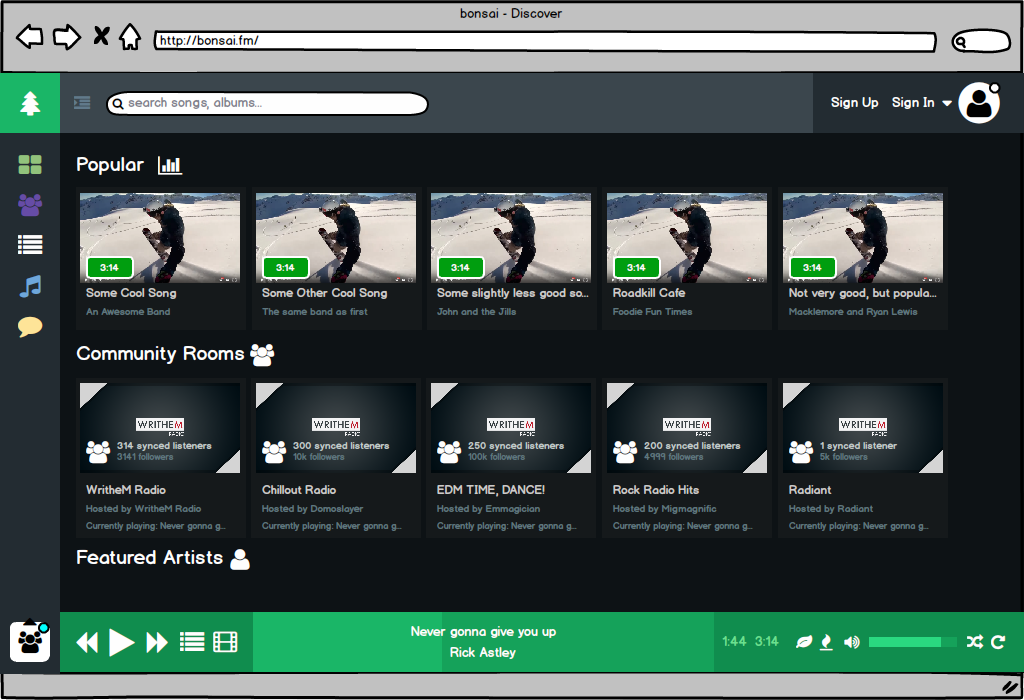 bonsai - Discover
http://bonsai.fm/
search songs, albums...
Sign Up
Sign In
Popular
3:14
3:14
3:14
3:14
3:14
Some Cool Song
Some Other Cool Song
Some slightly less good so...
Roadkill Cafe
Not very good, but popula...
An Awesome Band
The same band as first
John and the Jills
Foodie Fun Times
Macklemore and Ryan Lewis
Community Rooms
WRITHEM
RADIO
314 synced listeners
3141 followers
WRITHEM
RADIO
300 synced listeners
10k followers
WRITHEM
RADIO
250 synced listeners
100k followers
WRITHEM
RADIO
200 synced listeners
4999 followers
WRITHEM
RADIO
1 synced listener
5k followers
WritheM Radio
Hosted by WritheM Radio
Currently playing: Never gonna g...
Chillout Radio
Hosted by Domoslayer
Currently playing: Never gonna g...
EDM TIME, DANCE!
Hosted by Emmagician
Currently playing: Never gonna g...
Rock Radio Hits
Hosted by Migmagnific
Currently playing: Never gonna g...
Radiant
Hosted by Radiant
Currently playing: Never gonna g...
Featured Artists
Never gonna give you up
Rick Astley
1:44 3:14